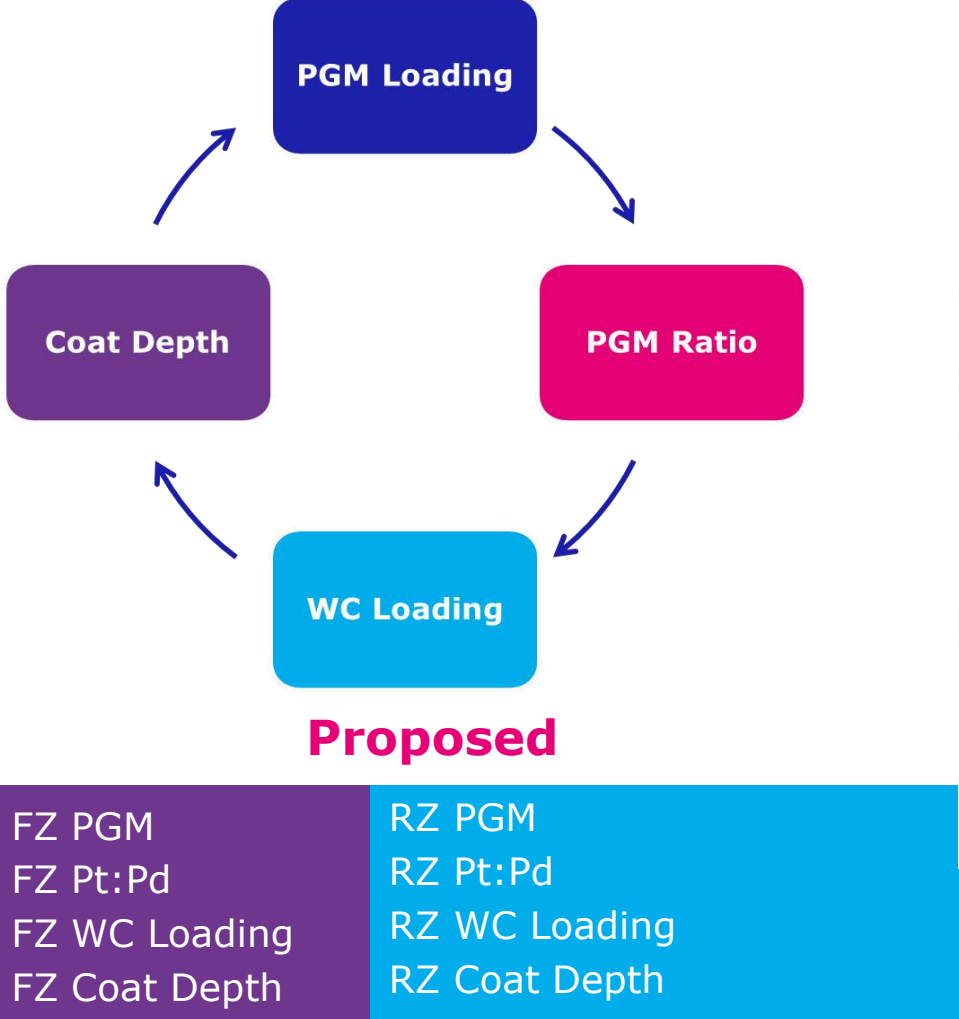 PGM Loading
Coat Depth
PGM Ratio
WC Loading
Proposed
FZ PGM
FZ Pt:Pd
FZ WC Loading
FZ Coat Depth
RZ PGM
RZ Pt:Pd
RZ WC Loading
RZ Coat Depth